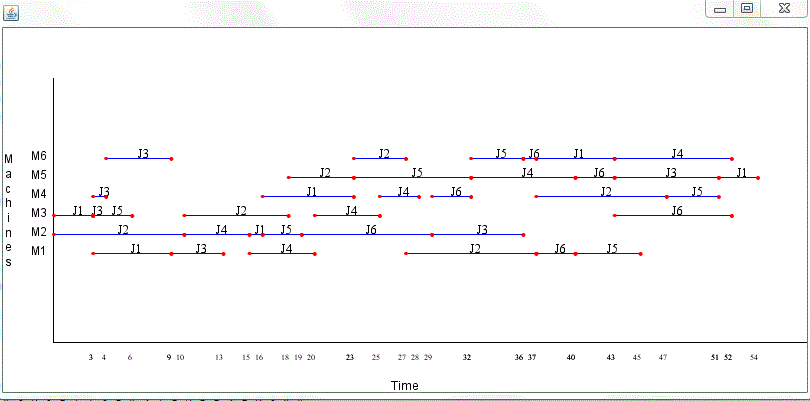 M6 J3 J2 J5 J6 J1 J4
M5 J2 J5 J4 J6 J3 J1
M4 J3 J1 J4 J6 J2 J5
M3 J1 J3 J5 J2 J4 J6
M2 J2 J4 J1 J5 J6 J3
M1 J1 J3 J4 J2 J6 J5
Machines
3 4 6 9 10 13 15 16 18 19 20 23 25 27 28 29 32 36 37 40 43 45 47 51 52 54
Time